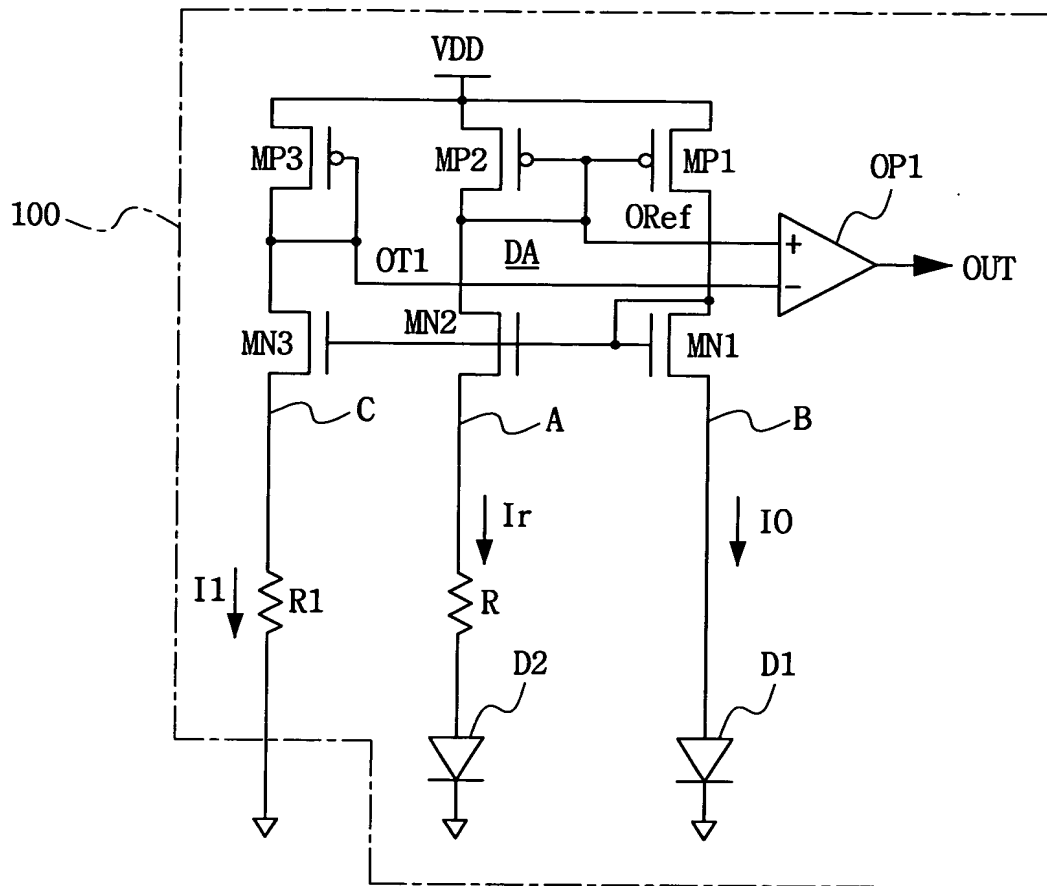 VDD
MP3
MP2
MP1
OP1
100
ORef
+
OT1
DA
−
OUT
MN3
MN2
MN1
C
A
B
Ir
IO
I1
R1
R
D2
D1